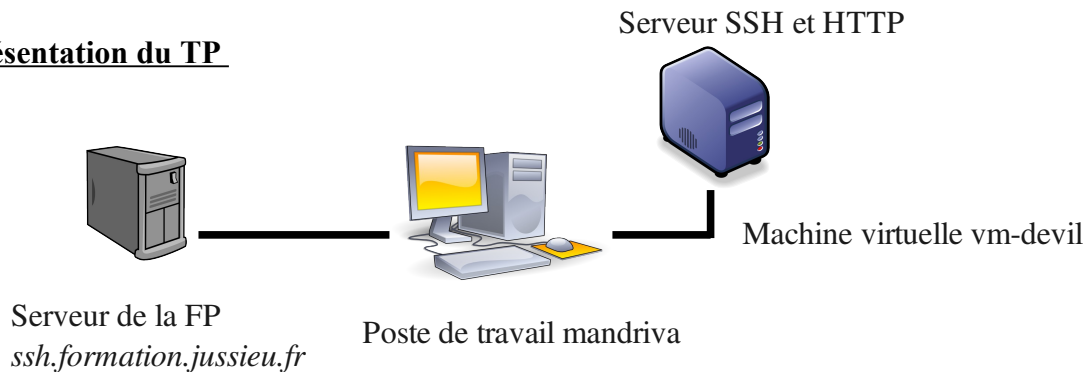 Serveur SSH et HTTP
ésentation du TP
Machine virtuelle vm-devil
Serveur de la FP
ssh.formation.jussieu.fr
Poste de travail mandriva